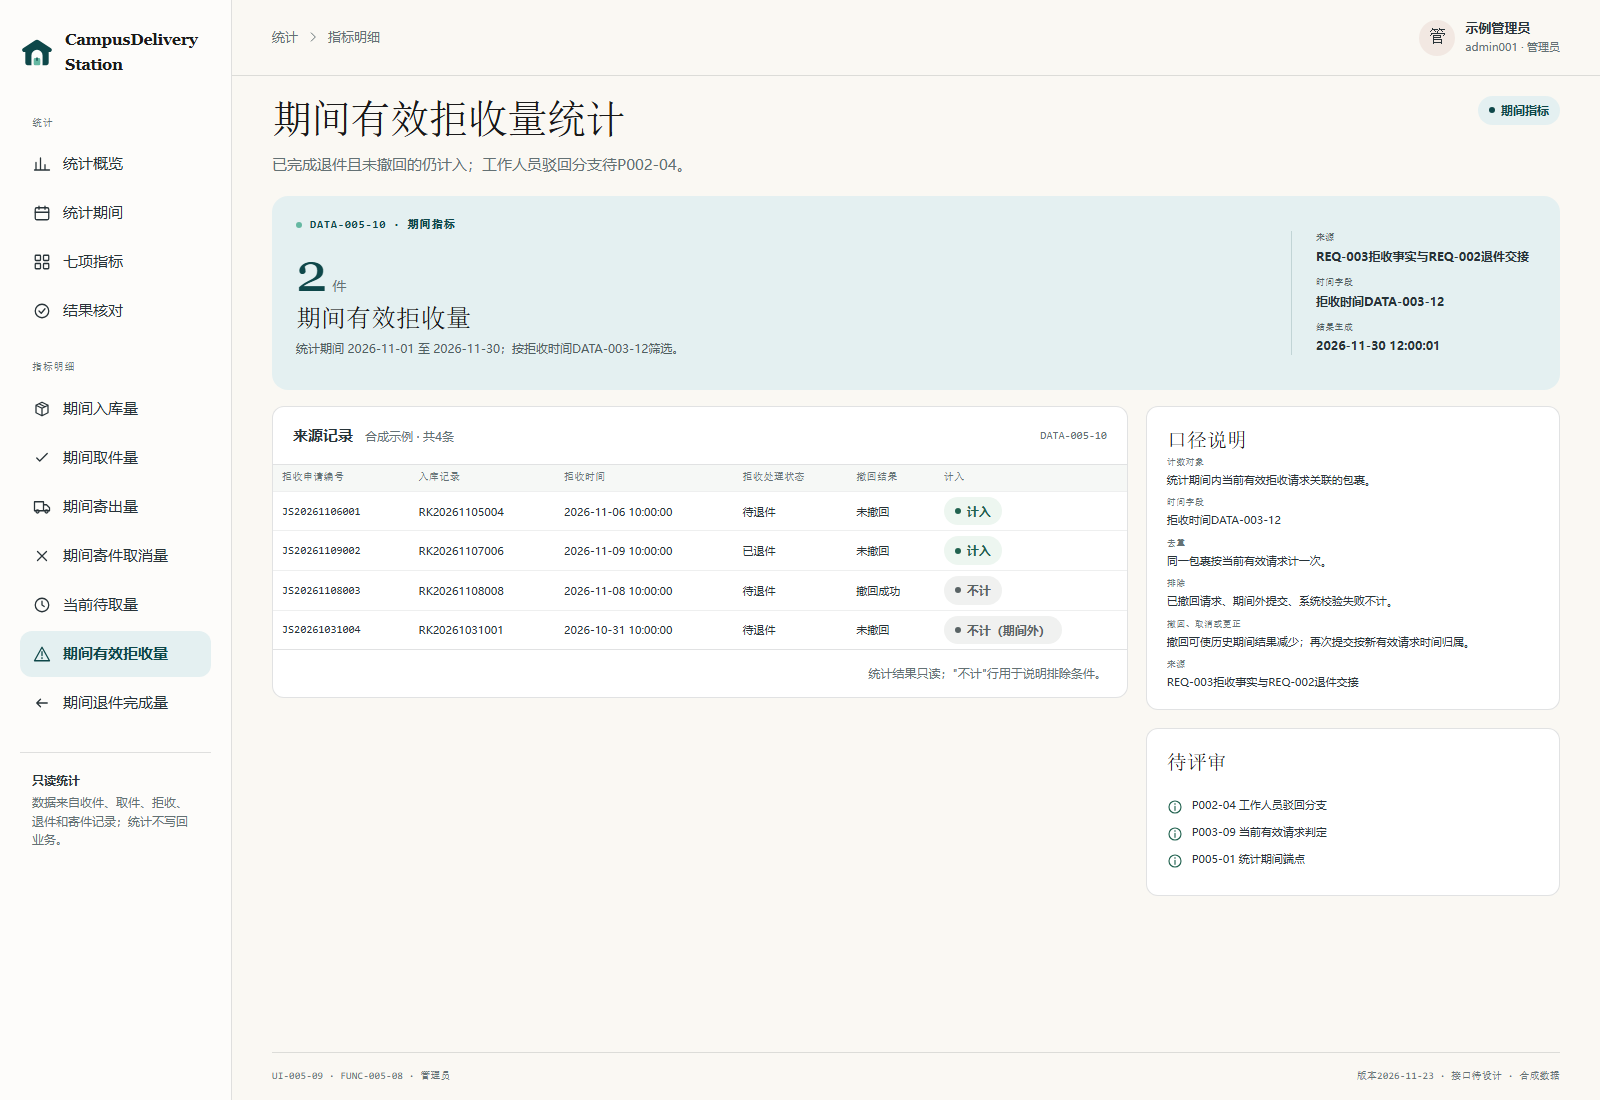 CampusDelivery
Station
统计
统计概览
统计期间
七项指标
结果核对
指标明细
期间入库量
期间取件量
期间寄出量
期间寄件取消量
当前待取量
期间有效拒收量
期间退件完成量
只读统计
数据来自收件、取件、拒收、
退件和寄件记录；统计不写回
业务。
统计 > 指标明细
管
示例管理员
admin001 · 管理员
期间有效拒收量统计
期间指标
已完成退件且未撤回的仍计入；工作人员驳回分支待P002-04。
DATA-005-10 · 期间指标
2 件
期间有效拒收量
统计期间 2026-11-01 至 2026-11-30；按拒收时间DATA-003-12筛选。
来源
REQ-003拒收事实与REQ-002退件交接
时间字段
拒收时间DATA-003-12
结果生成
2026-11-30 12:00:01
来源记录 合成示例 · 共4条 DATA-005-10
拒收申请编号 入库记录 拒收时间 拒收处理状态 撤回结果 计入
JS20261106001 RK20261105004 2026-11-06 10:00:00 待退件 未撤回 计入
JS20261109002 RK20261107006 2026-11-09 10:00:00 已退件 未撤回 计入
JS20261108003 RK20261108008 2026-11-08 10:00:00 待退件 撤回成功 不计
JS20261031004 RK20261031001 2026-10-31 10:00:00 待退件 未撤回 不计（期间外）
统计结果只读；"不计"行用于说明排除条件。
口径说明
计数对象
统计期间内当前有效拒收请求关联的包裹。
时间字段
拒收时间DATA-003-12
去重
同一包裹按当前有效请求计一次。
排除
已撤回请求、期间外提交、系统校验失败不计。
撤回、取消或更正
撤回可使历史期间结果减少；再次提交按新有效请求时间归属。
来源
REQ-003拒收事实与REQ-002退件交接
待评审
P002-04 工作人员驳回分支
P003-09 当前有效请求判定
P005-01 统计期间端点
UI-005-09 · FUNC-005-08 · 管理员
版本2026-11-23 · 接口待设计 · 合成数据